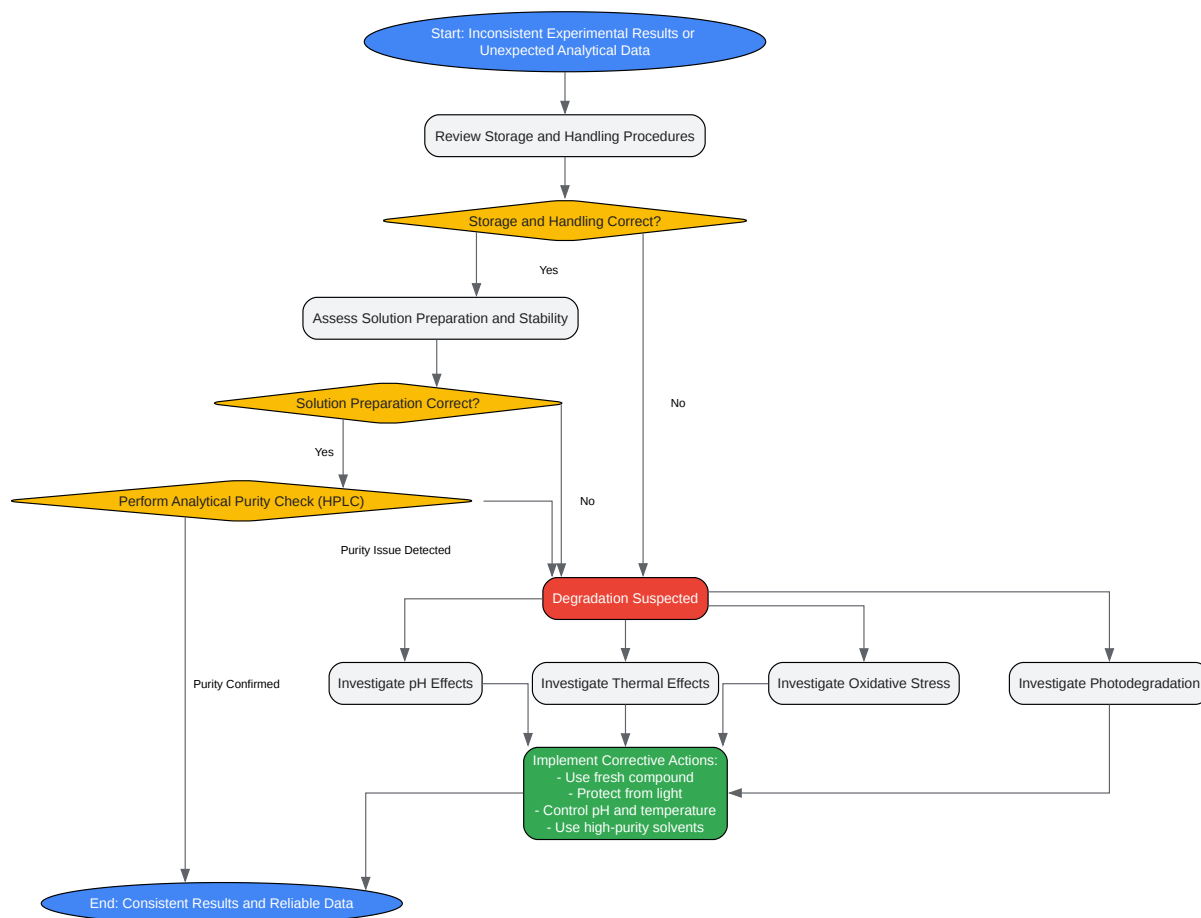 Start: Inconsistent Experimental Results or
Unexpected Analytical Data
Review Storage and Handling Procedures
Storage and Handling Correct?
Yes
Assess Solution Preparation and Stability
Solution Preparation Correct?
No
Yes
Perform Analytical Purity Check (HPLC)
No
Purity Issue Detected
Degradation Suspected
Purity Confirmed
Investigate pH Effects
Investigate Thermal Effects
Investigate Oxidative Stress
Investigate Photodegradation
Implement Corrective Actions:
- Use fresh compound
- Protect from light
- Control pH and temperature
- Use high-purity solvents
End: Consistent Results and Reliable Data